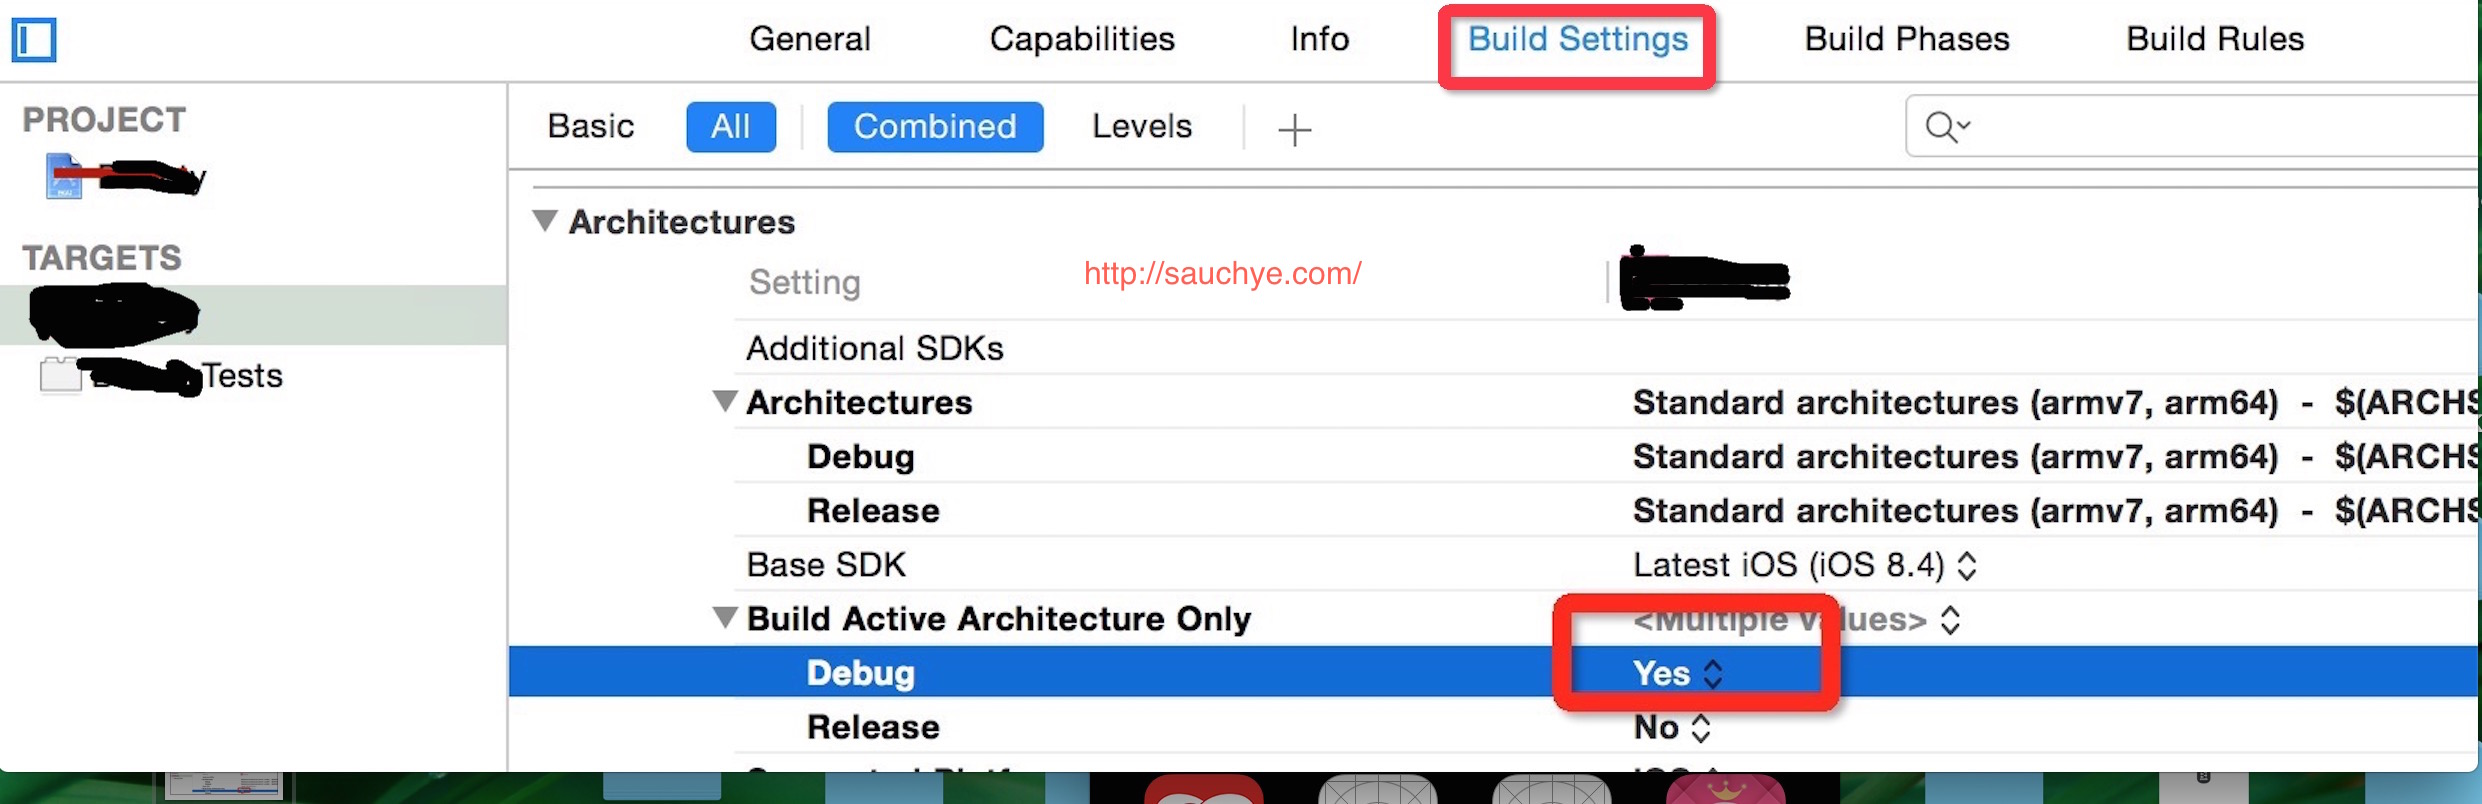 General Capabilities Info Build Settings Build Phases Build Rules
PROJECT
TARGETS
Tests
Basic All Combined Levels
Architectures
Setting http://sauchye.com/
Additional SDKs
Architectures Standard architectures (armv7, arm64) - $(ARCHS
Debug Standard architectures (armv7, arm64) - $(ARCHS
Release Standard architectures (armv7, arm64) - $(ARCHS
Base SDK Latest iOS (iOS 8.4)
Build Active Architecture Only <Multiple Values>
Debug Yes
Release No